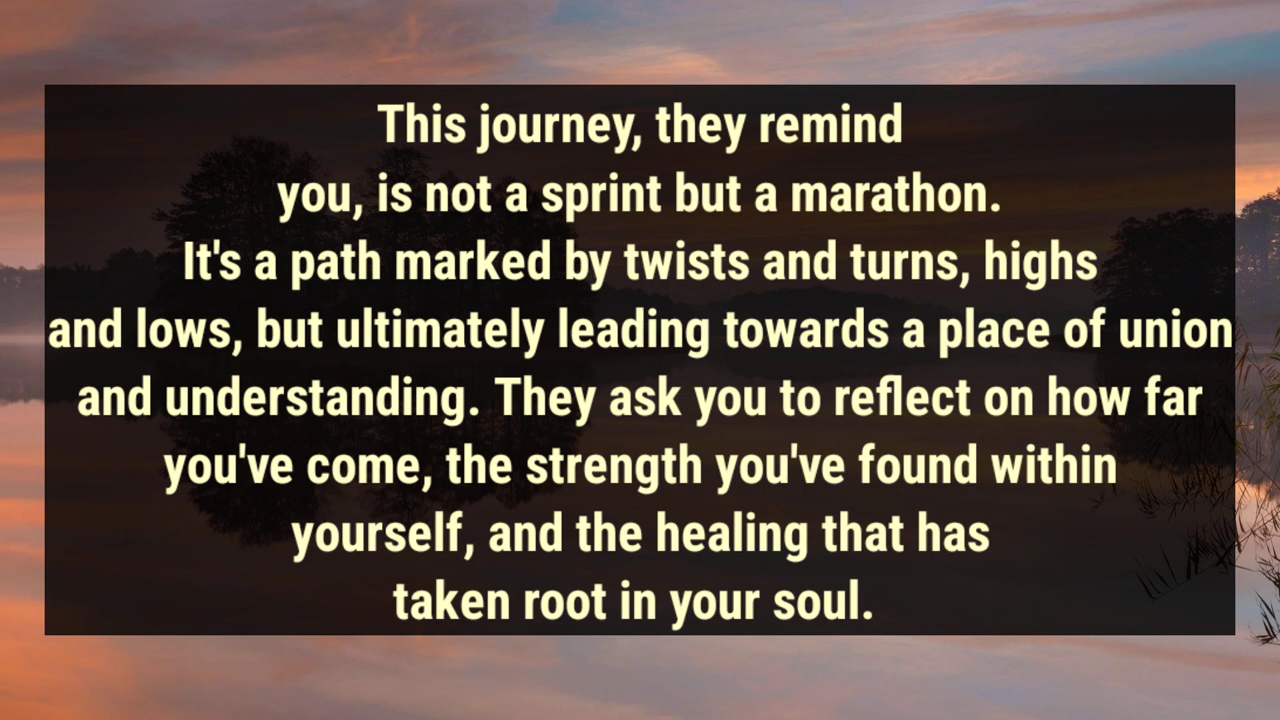 This journey, they remind
you, is not a sprint but a marathon.
It's a path marked by twists and turns, highs
and lows, but ultimately leading towards a place of union
and understanding. They ask you to reflect on how far
you've come, the strength you've found within
yourself, and the healing that has
taken root in your soul.